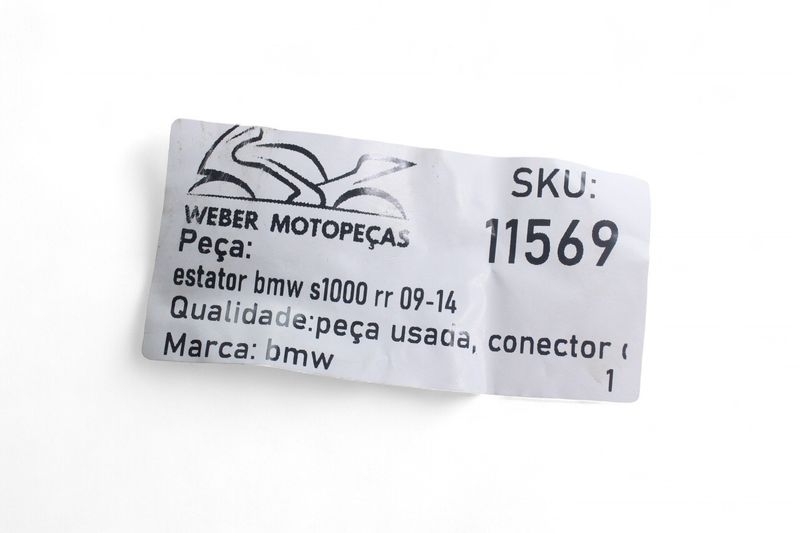 WEBER MOTOPEÇAS
SKU:
11569
Peça:
estator bmw s1000 rr 09-14
Qualidade:peça usada, conector
Marca: bmw
1